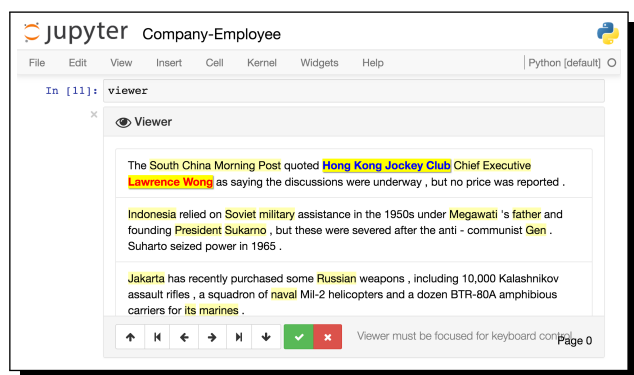 jupyter Company-Employee
File Edit View Insert Cell Kernel Widgets Help Python [default]
In [11]: viewer
Viewer
The South China Morning Post quoted Hong Kong Jockey Club Chief Executive
Lawrence Wong as saying the discussions were underway , but no price was reported .
Indonesia relied on Soviet military assistance in the 1950s under Megawati 's father and
founding President Sukarno , but these were severed after the anti - communist Gen .
Suharto seized power in 1965 .
Jakarta has recently purchased some Russian weapons , including 10,000 Kalashnikov
assault rifles , a squadron of naval Mil-2 helicopters and a dozen BTR-80A amphibious
carriers for its marines .
Viewer must be focused for keyboard control
Page 0